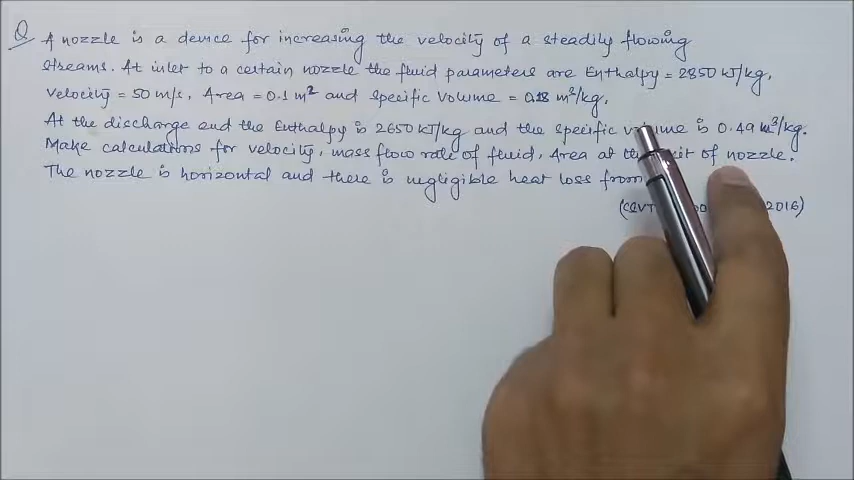 Q A nozzle is a device for increasing the velocity of a steadily flowing
streams. At inlet to a certain nozzle the fluid parameters are Enthalpy = 2850 kJ/kg,
velocity = 50 m/s, Area = 0.1 m² and specific volume = 0.18 m³/kg.
At the discharge end the Enthalpy is 2650 kJ/kg and the specific volume is 0.49 m³/kg.
Make calculations for velocity, mass flow rate of fluid, Area at the exit of nozzle.
The nozzle is horizontal and there is negligible heat loss from
2016)